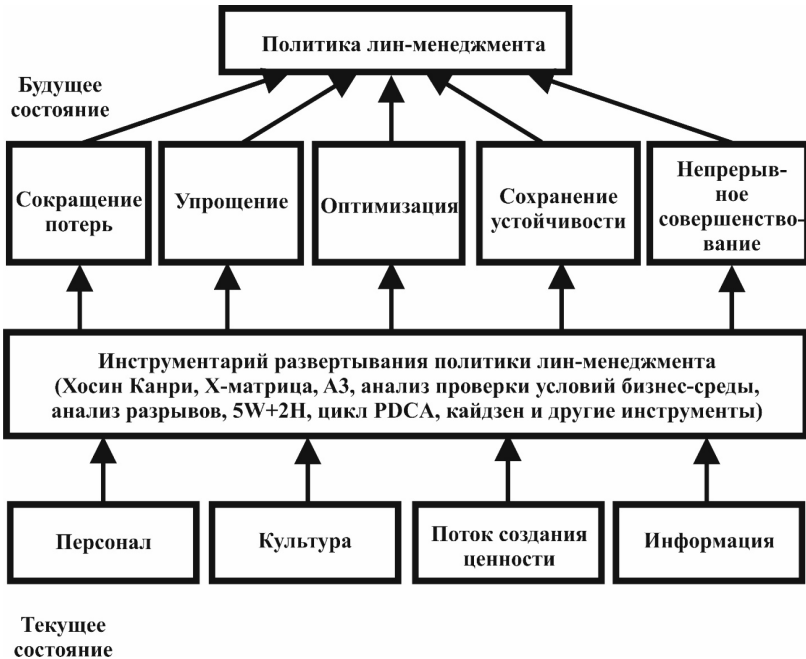 Политика лин-менеджмента
Будущее
состояние
Сокращение
потерь
Упрощение
Оптимизация
Сохранение
устойчивости
Непрерыв-
ное
совершенство-
вание
Инструментарий развертывания политики лин-менеджмента
(Хосин Канри, Х-матрица, А3, анализ проверки условий бизнес-среды,
анализ разрывов, 5W+2H, цикл PDCA, кайдзен и другие инструменты)
Персонал
Культура
Поток создания
ценности
Информация
Текущее
состояние